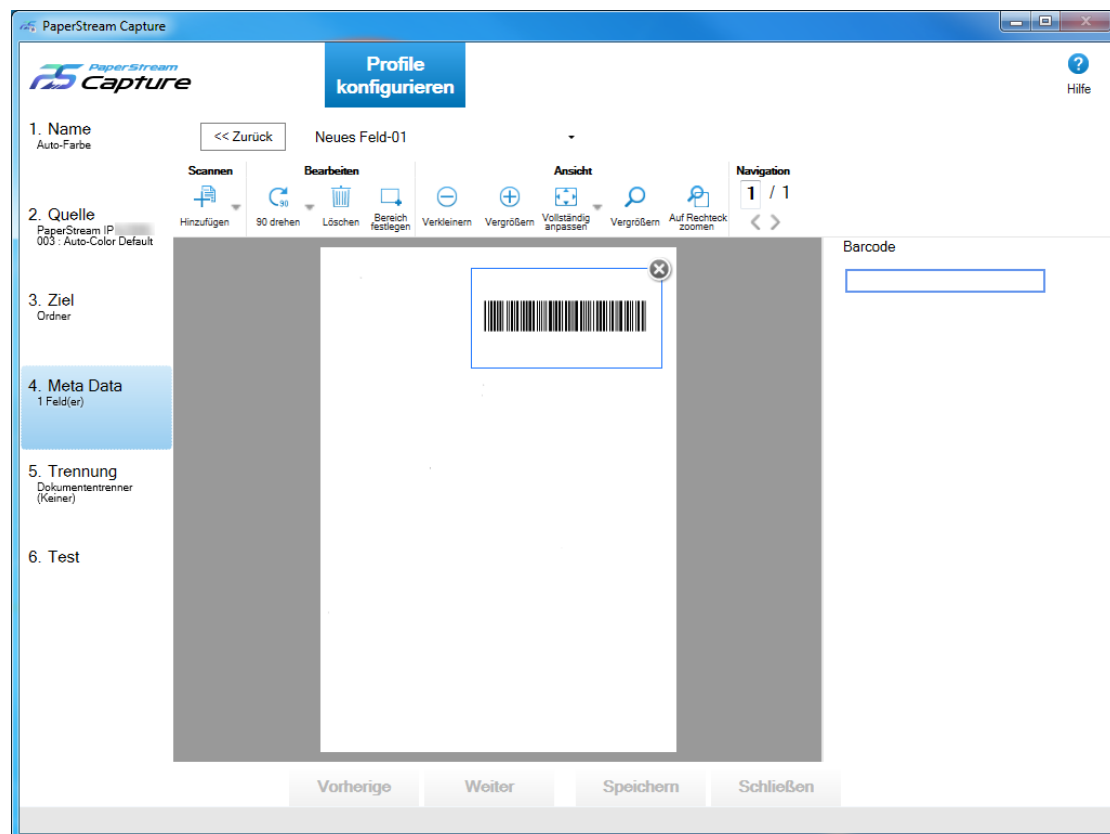 PaperStream Capture
PaperStream
Capture
Profile
konfigurieren
Hilfe
1. Name
Auto-Farbe
<< Zurück
Neues Feld-01
Scannen
Bearbeiten
Ansicht
Navigation
90
1 / 1
Hinzufügen
90 drehen
Löschen
Bereich
festlegen
Verkleinern
Vergrößern
Vollständig
anpassen
Vergrößern
Auf Rechteck
zoomen
2. Quelle
PaperStream IP
003 : Auto-Color Default
Barcode
3. Ziel
Ordner
4. Meta Data
1 Feld(er)
5. Trennung
Dokumententrenner
(Keiner)
6. Test
Vorherige
Weiter
Speichern
Schließen